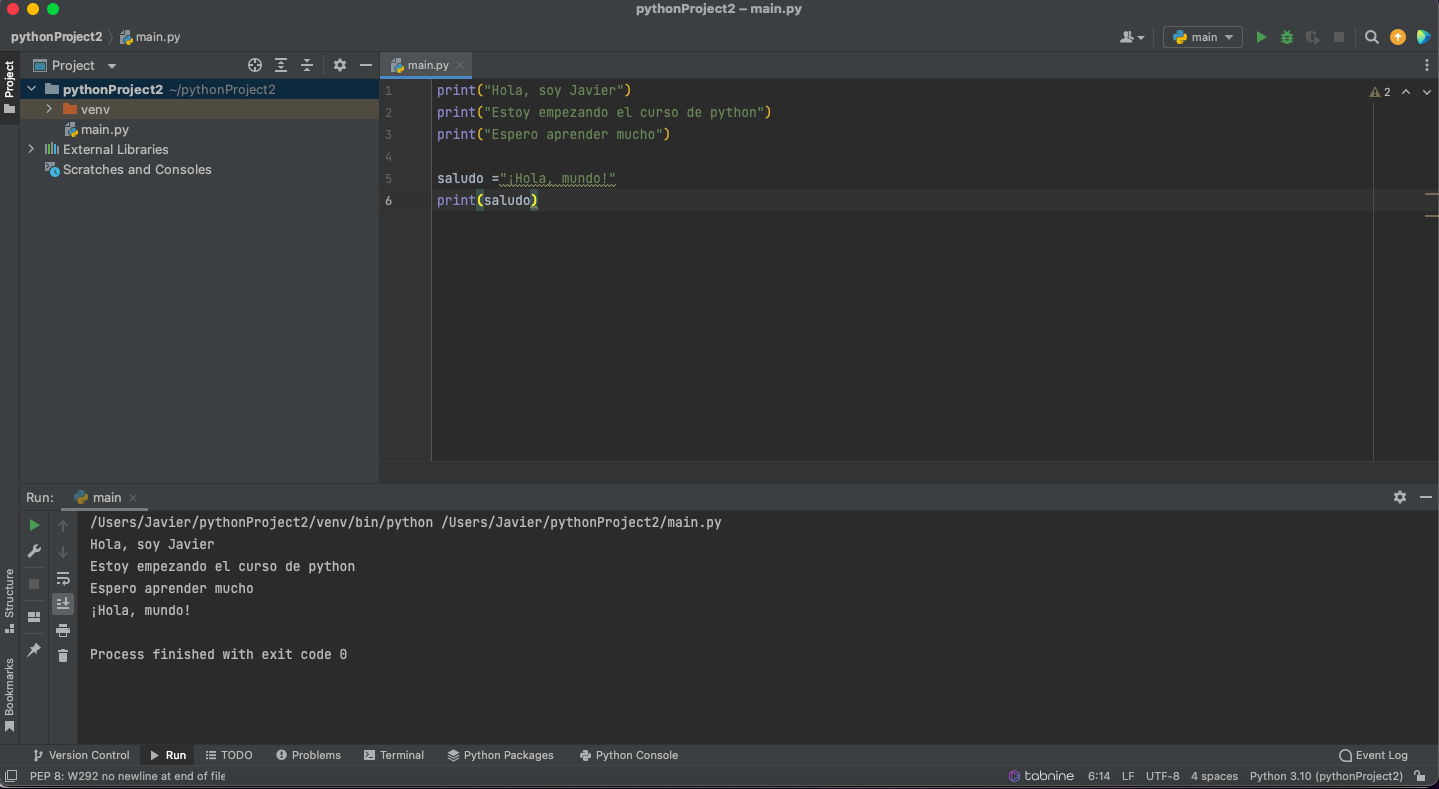 pythonProject2 – main.py
pythonProject2 main.py
main
Project
Project
pythonProject2 ~/pythonProject2
venv
main.py
External Libraries
Scratches and Consoles
main.py
2
1 print("Hola, soy Javier")
2 print("Estoy empezando el curso de python")
3 print("Espero aprender mucho")
4
5 saludo ="¡Hola, mundo!"
6 print(saludo)
Run: main
/Users/Javier/pythonProject2/venv/bin/python /Users/Javier/pythonProject2/main.py
Hola, soy Javier
Estoy empezando el curso de python
Espero aprender mucho
¡Hola, mundo!
Process finished with exit code 0
Structure
Bookmarks
Version Control Run TODO Problems Terminal Python Packages Python Console Event Log
PEP 8: W292 no newline at end of file tabnine 6:14 LF UTF-8 4 spaces Python 3.10 (pythonProject2)